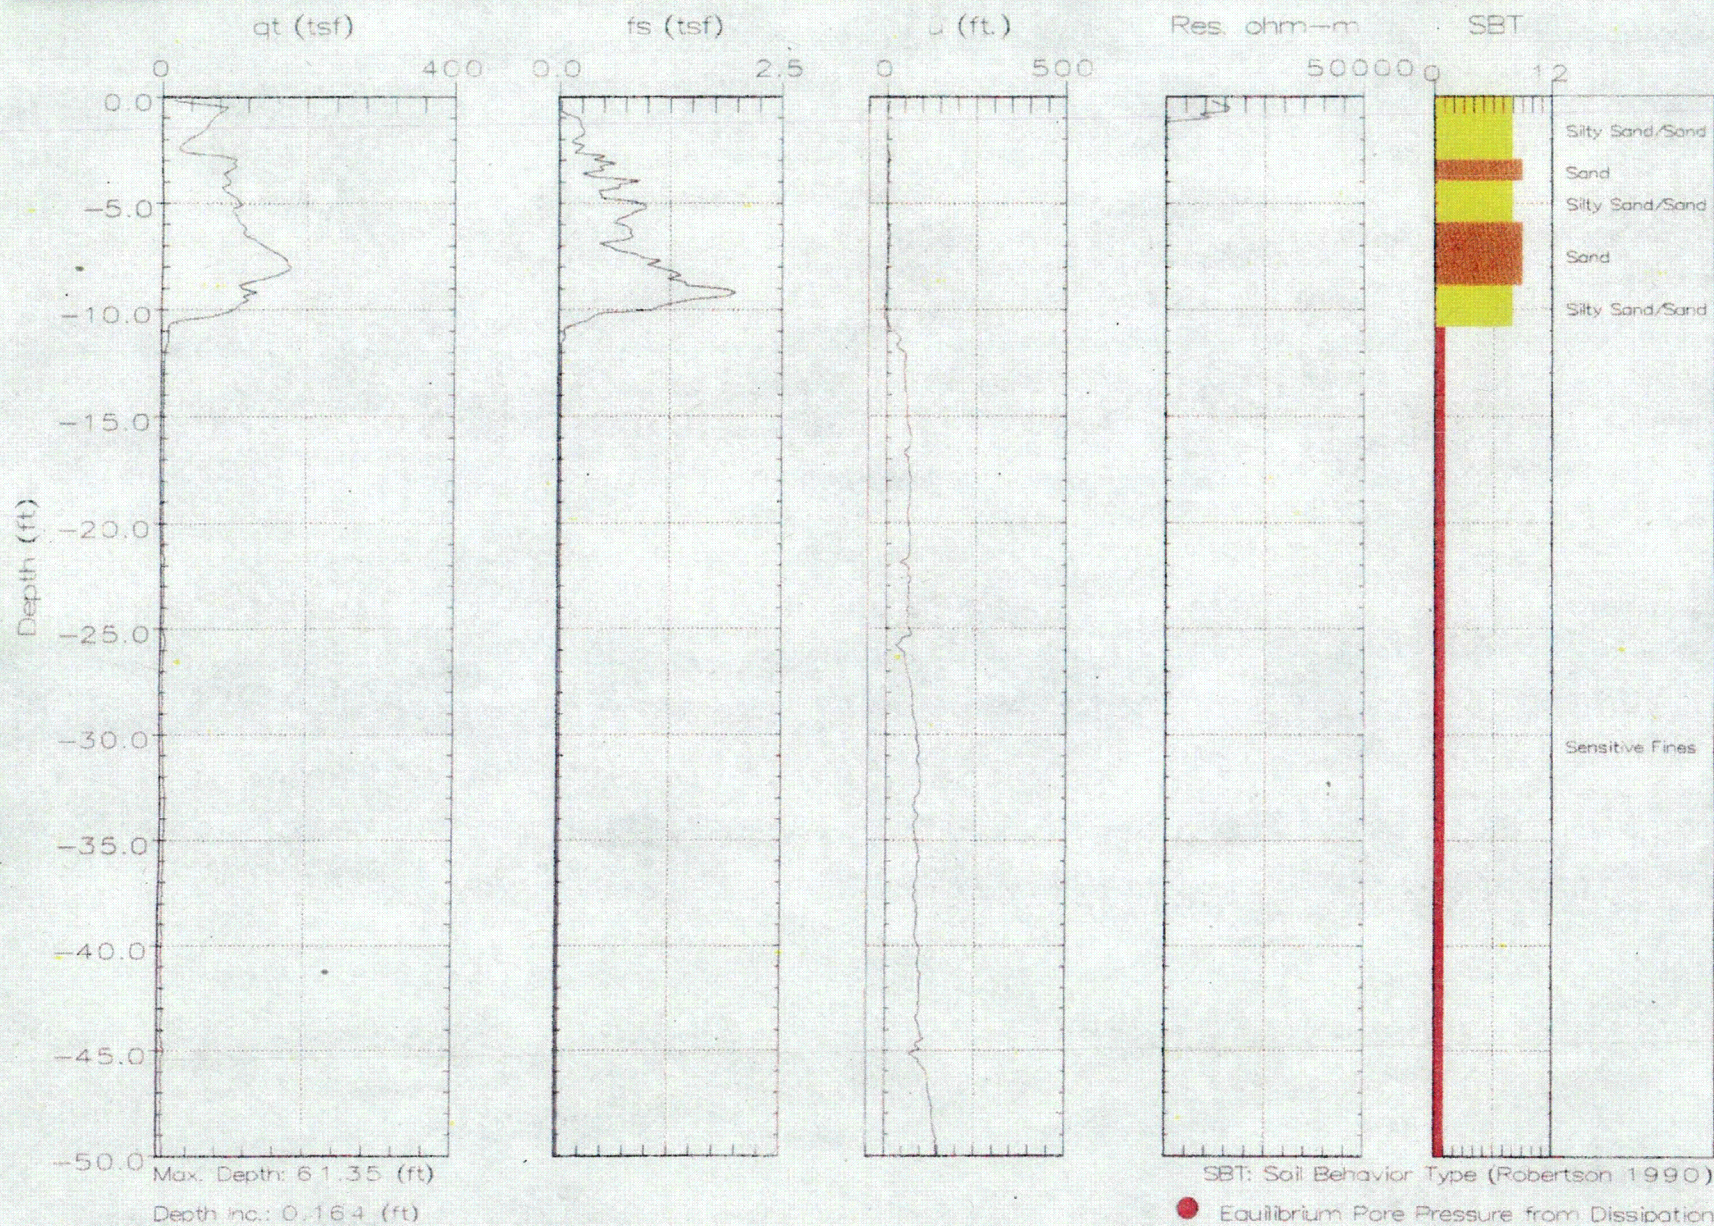 qt (tsf) fs (tsf) u (ft.) Res. ohm-m SBT
0 400 0.0 2.5 0 500 50000 0 12
0.0
Silty Sand/Sand
Sand
-5.0
Silty Sand/Sand
Sand
-10.0
Silty Sand/Sand
-15.0
-20.0
Depth (ft)
-25.0
-30.0
Sensitive Fines
-35.0
-40.0
-45.0
-50.0
Max. Depth: 61.35 (ft)
SBT: Soil Behavior Type (Robertson 1990)
Depth Inc.: 0.164 (ft)
Equilibrium Pore Pressure from Dissipation